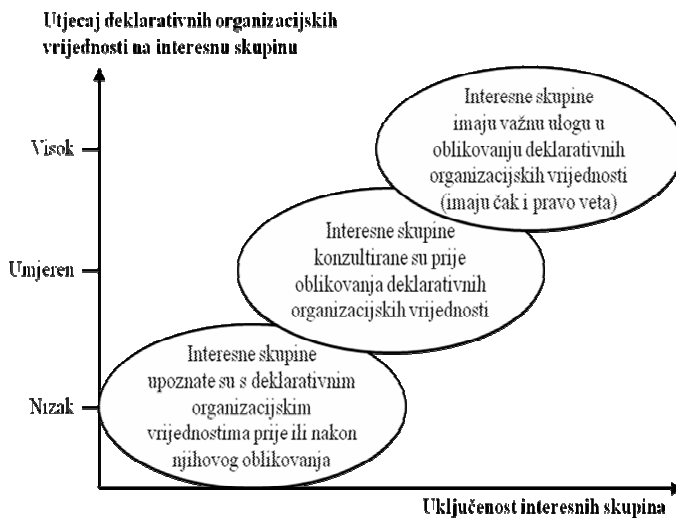 Utjecaj deklarativnih organizacijskih
vrijednosti na interesnu skupinu
Interesne skupine
imaju važnu ulogu u
oblikovanju deklarativnih
organizacijskih vrijednosti
(imaju čak i pravo veta)
Visok
Interesne skupine
konzultirane su prije
oblikovanja deklarativnih
organizacijskih vrijednosti
Umjeren
Interesne skupine
upoznate su s deklarativnim
organizacijskim
vrijednostima prije ili nakon
njihovog oblikovanja
Nizak
Uključenost interesnih skupina